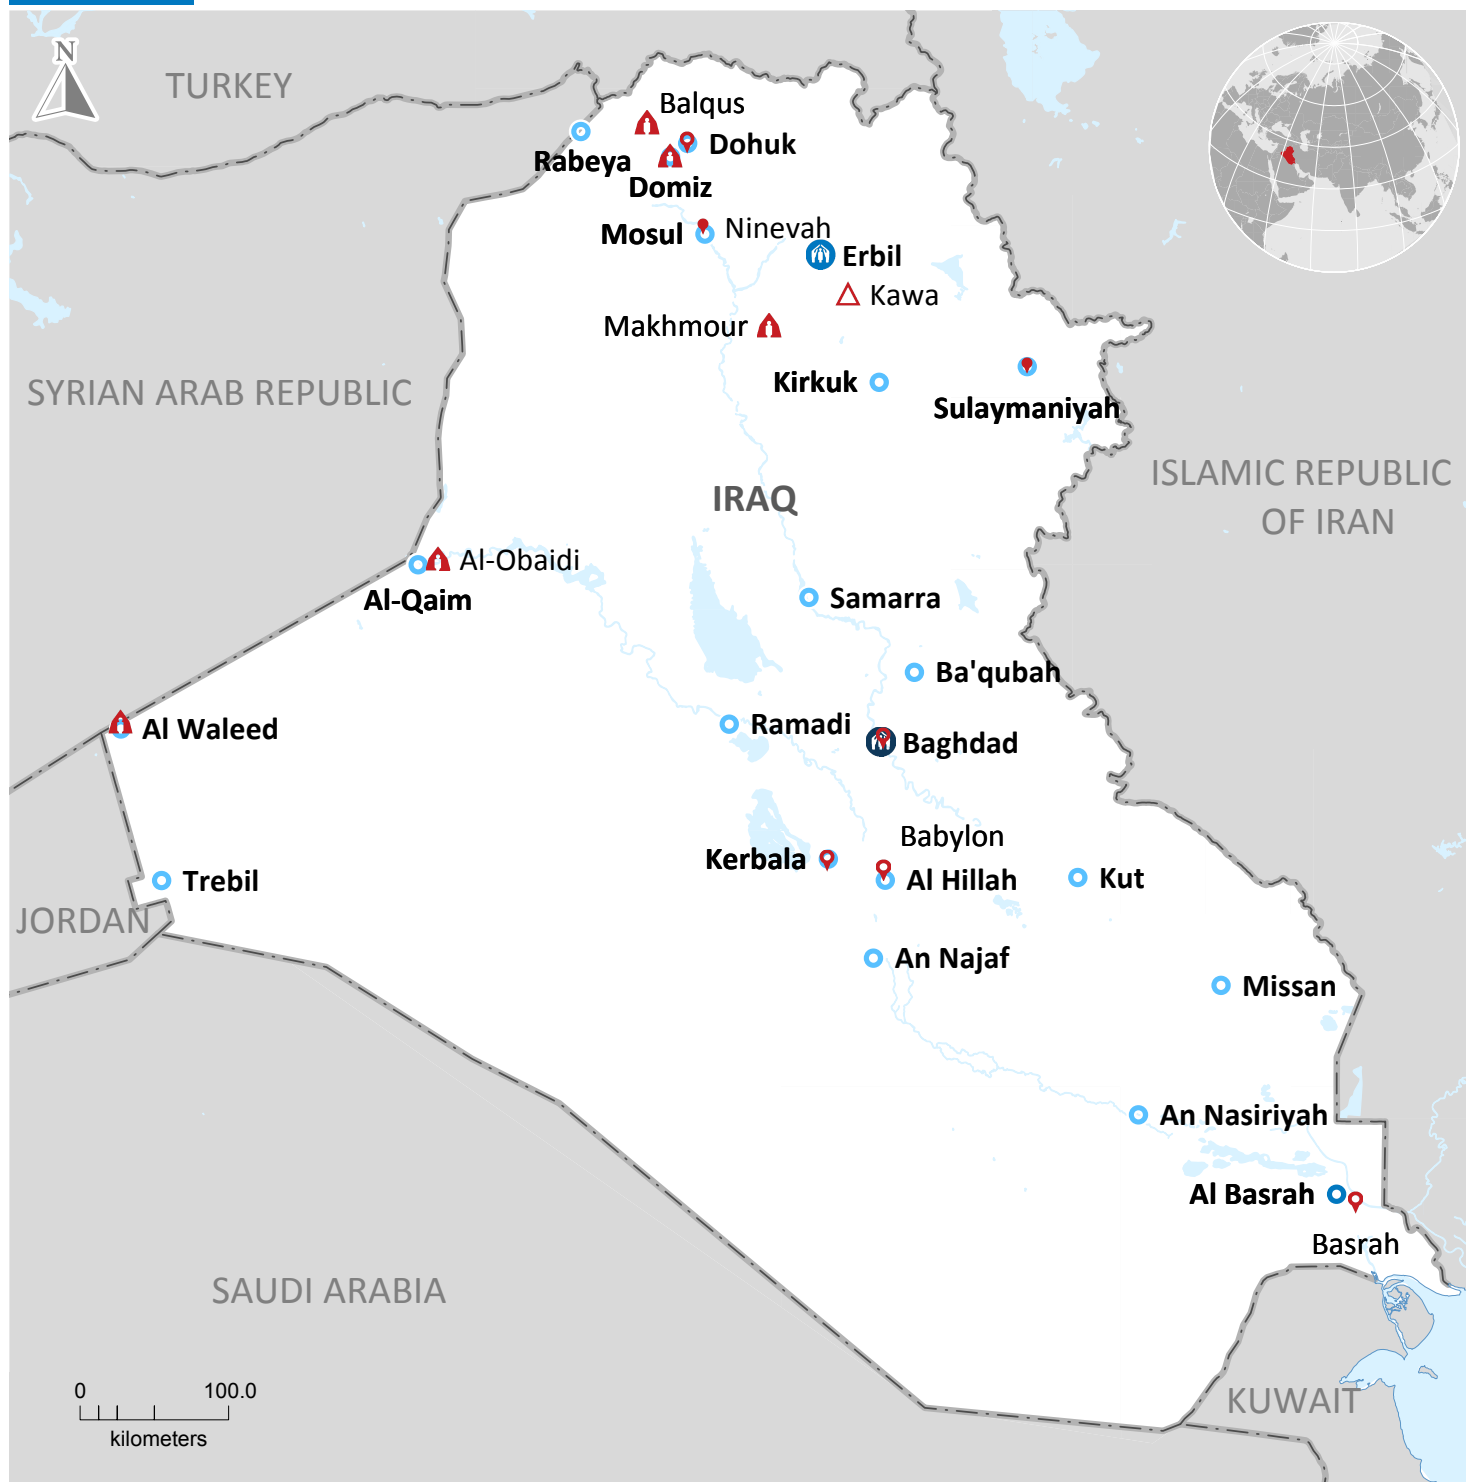 N
TURKEY
Balqus
Dohuk
Rabeya
Domiz
Mosul
Ninevah
Erbil
Kawa
Makhmour
Kirkuk
Sulaymaniyah
SYRIAN ARAB REPUBLIC
ISLAMIC REPUBLIC
OF IRAN
IRAQ
Al-Obaidi
Al-Qaim
Samarra
Ba'qubah
Al Waleed
Ramadi
Baghdad
Babylon
Kerbala
Al Hillah
Kut
Trebil
JORDAN
An Najaf
Missan
An Nasiriyah
Al Basrah
Basrah
SAUDI ARABIA
KUWAIT
0 100.0
kilometers